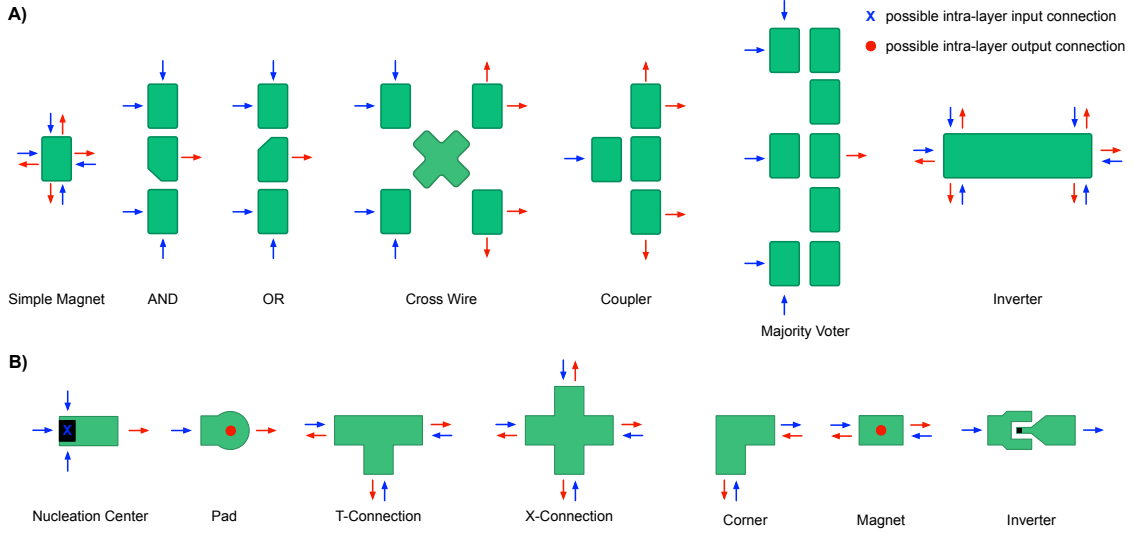 A)
X possible intra-layer input connection
possible intra-layer output connection
Simple Magnet
AND
OR
Cross Wire
Coupler
Majority Voter
Inverter
B)
X
Nucleation Center
Pad
T-Connection
X-Connection
Corner
Magnet
Inverter